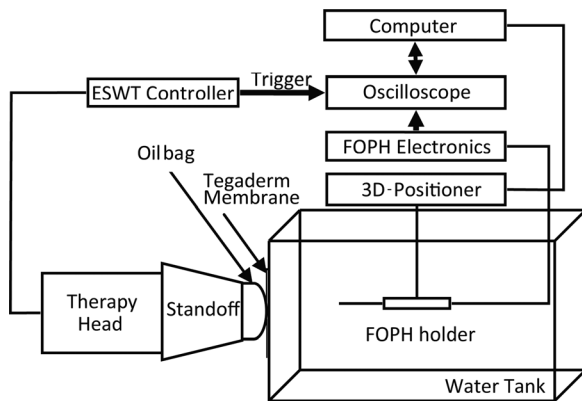 Computer
Trigger
ESWT Controller
Oscilloscope
FOPH Electronics
Oil bag
Tegaderm
Membrane
3D-Positioner
Therapy
Head
Standoff
FOPH holder
Water Tank